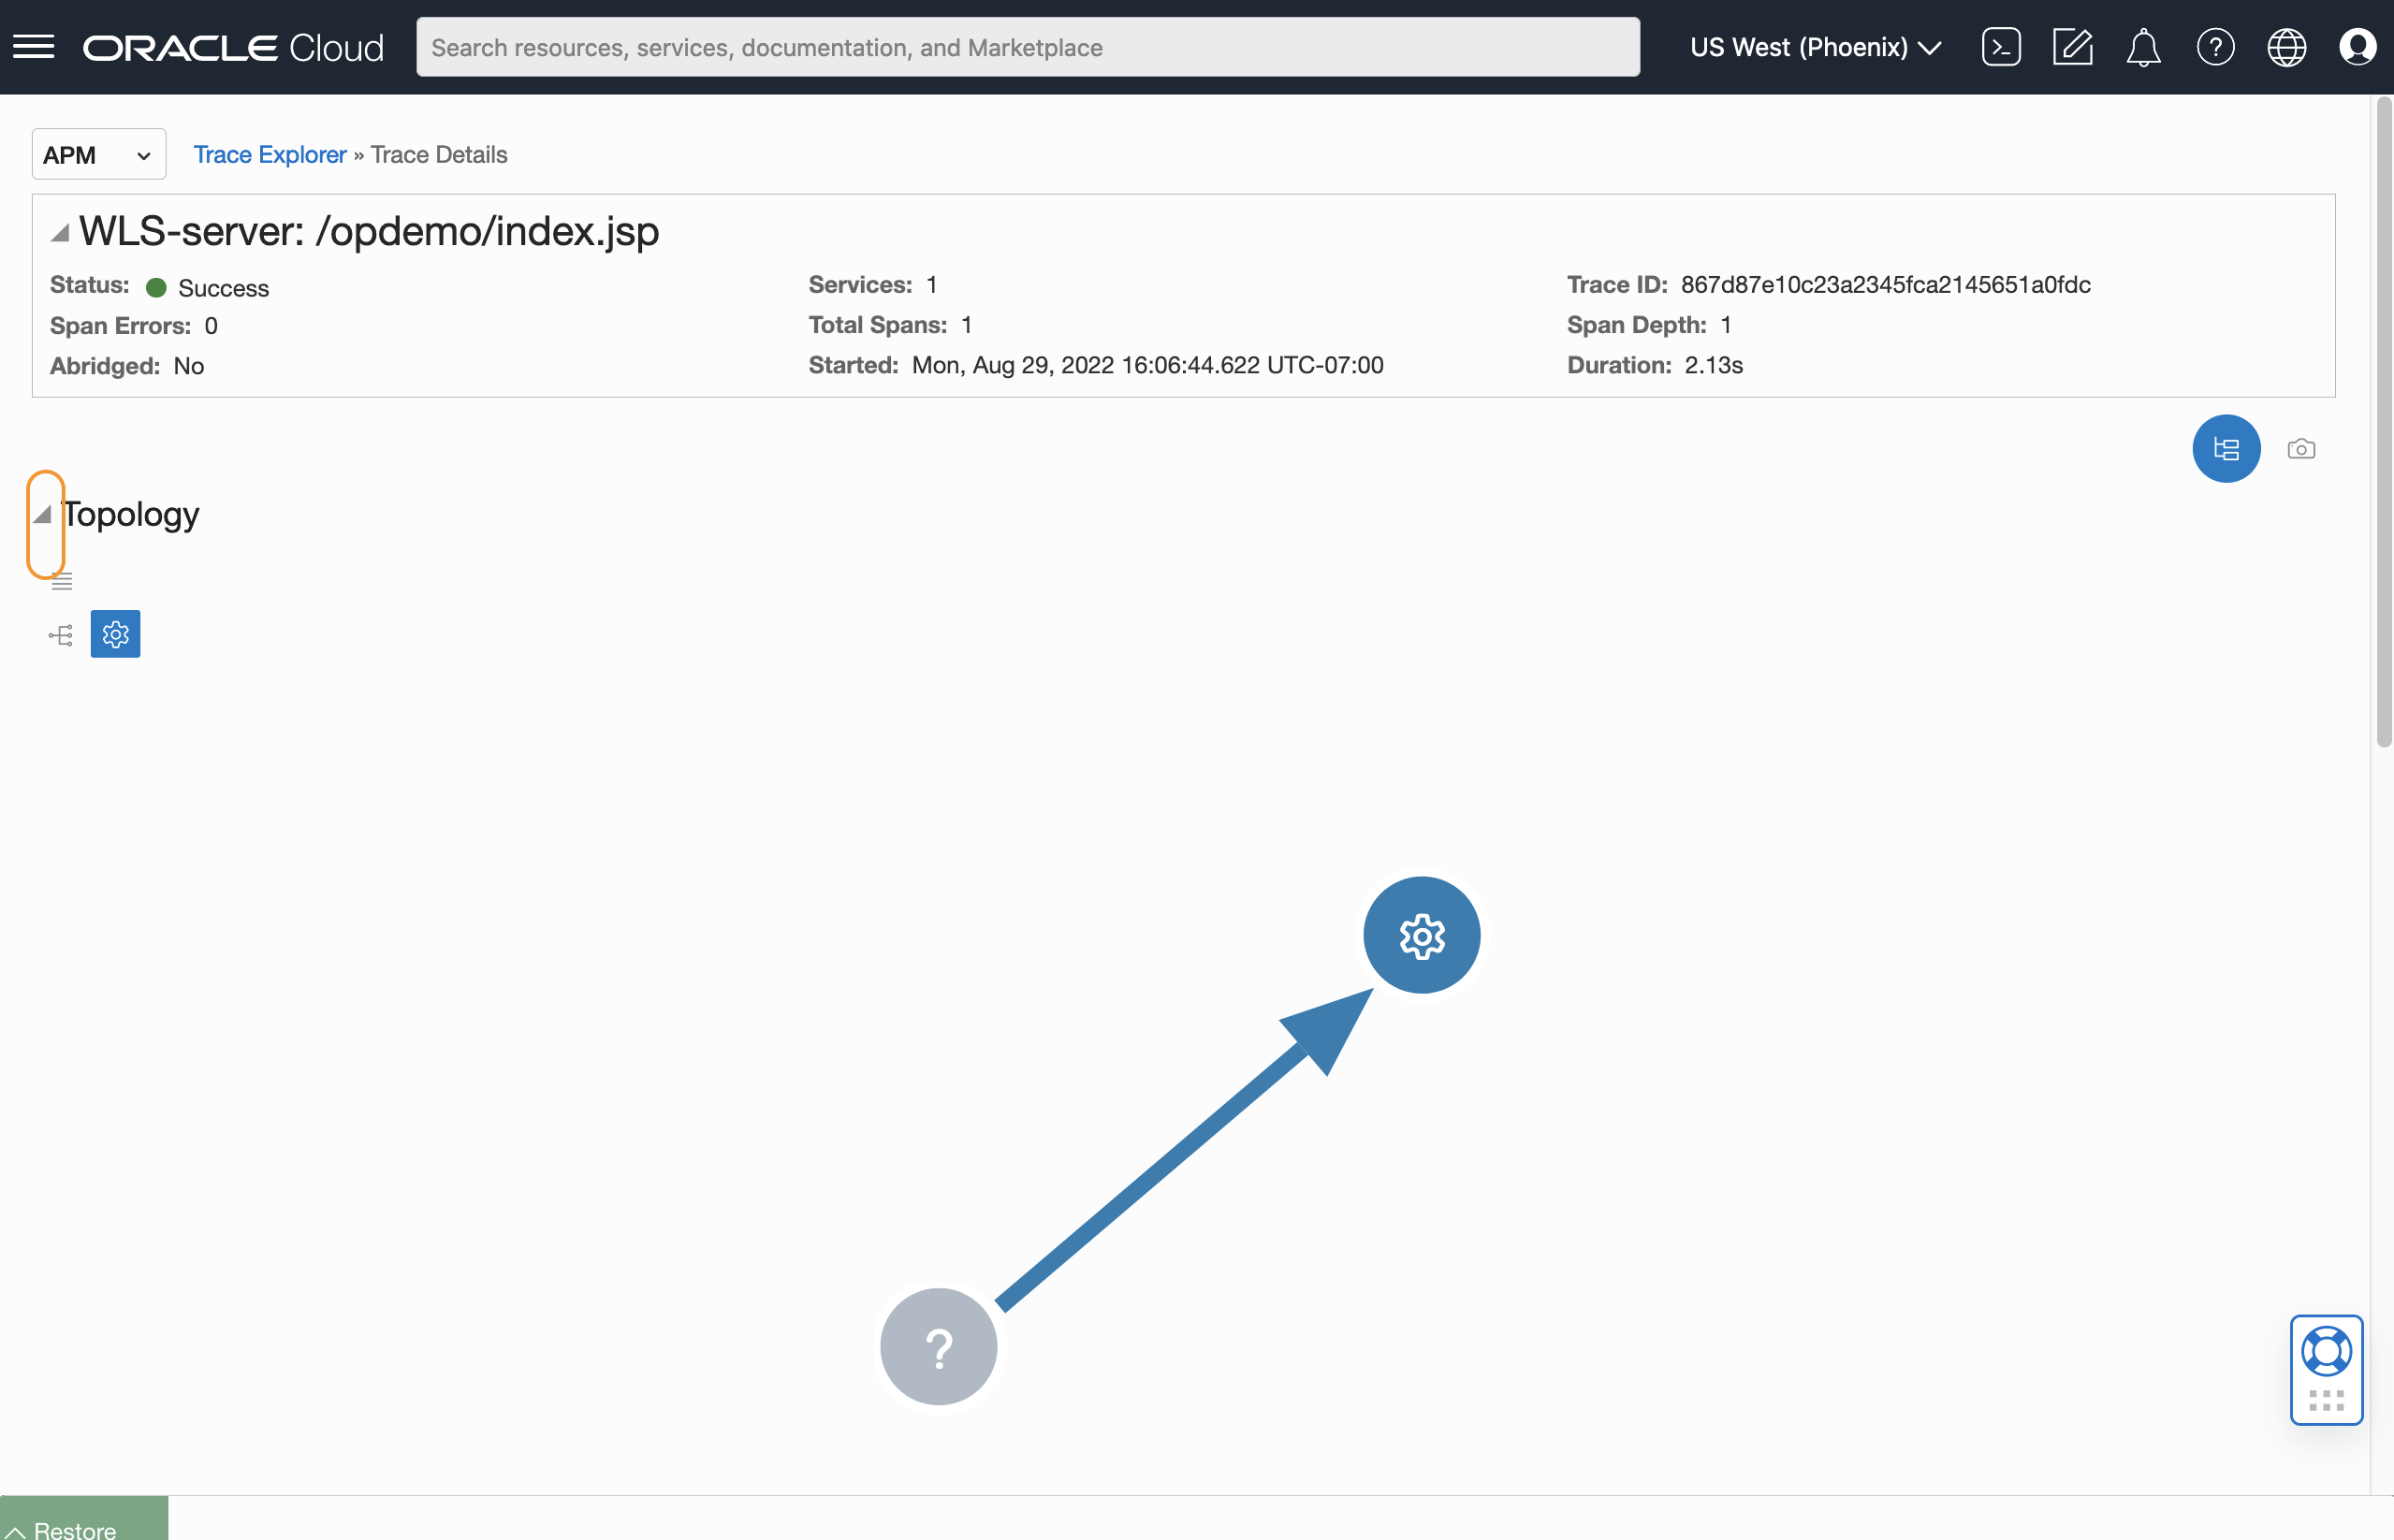 ORACLE Cloud
Search resources, services, documentation, and Marketplace
US West (Phoenix)
APM
Trace Explorer » Trace Details
WLS-server: /opdemo/index.jsp
Status: Success
Services: 1
Trace ID: 867d87e10c23a2345fca2145651a0fdc
Span Errors: 0
Total Spans: 1
Span Depth: 1
Abridged: No
Started: Mon, Aug 29, 2022 16:06:44.622 UTC-07:00
Duration: 2.13s
Topology
?
Restore